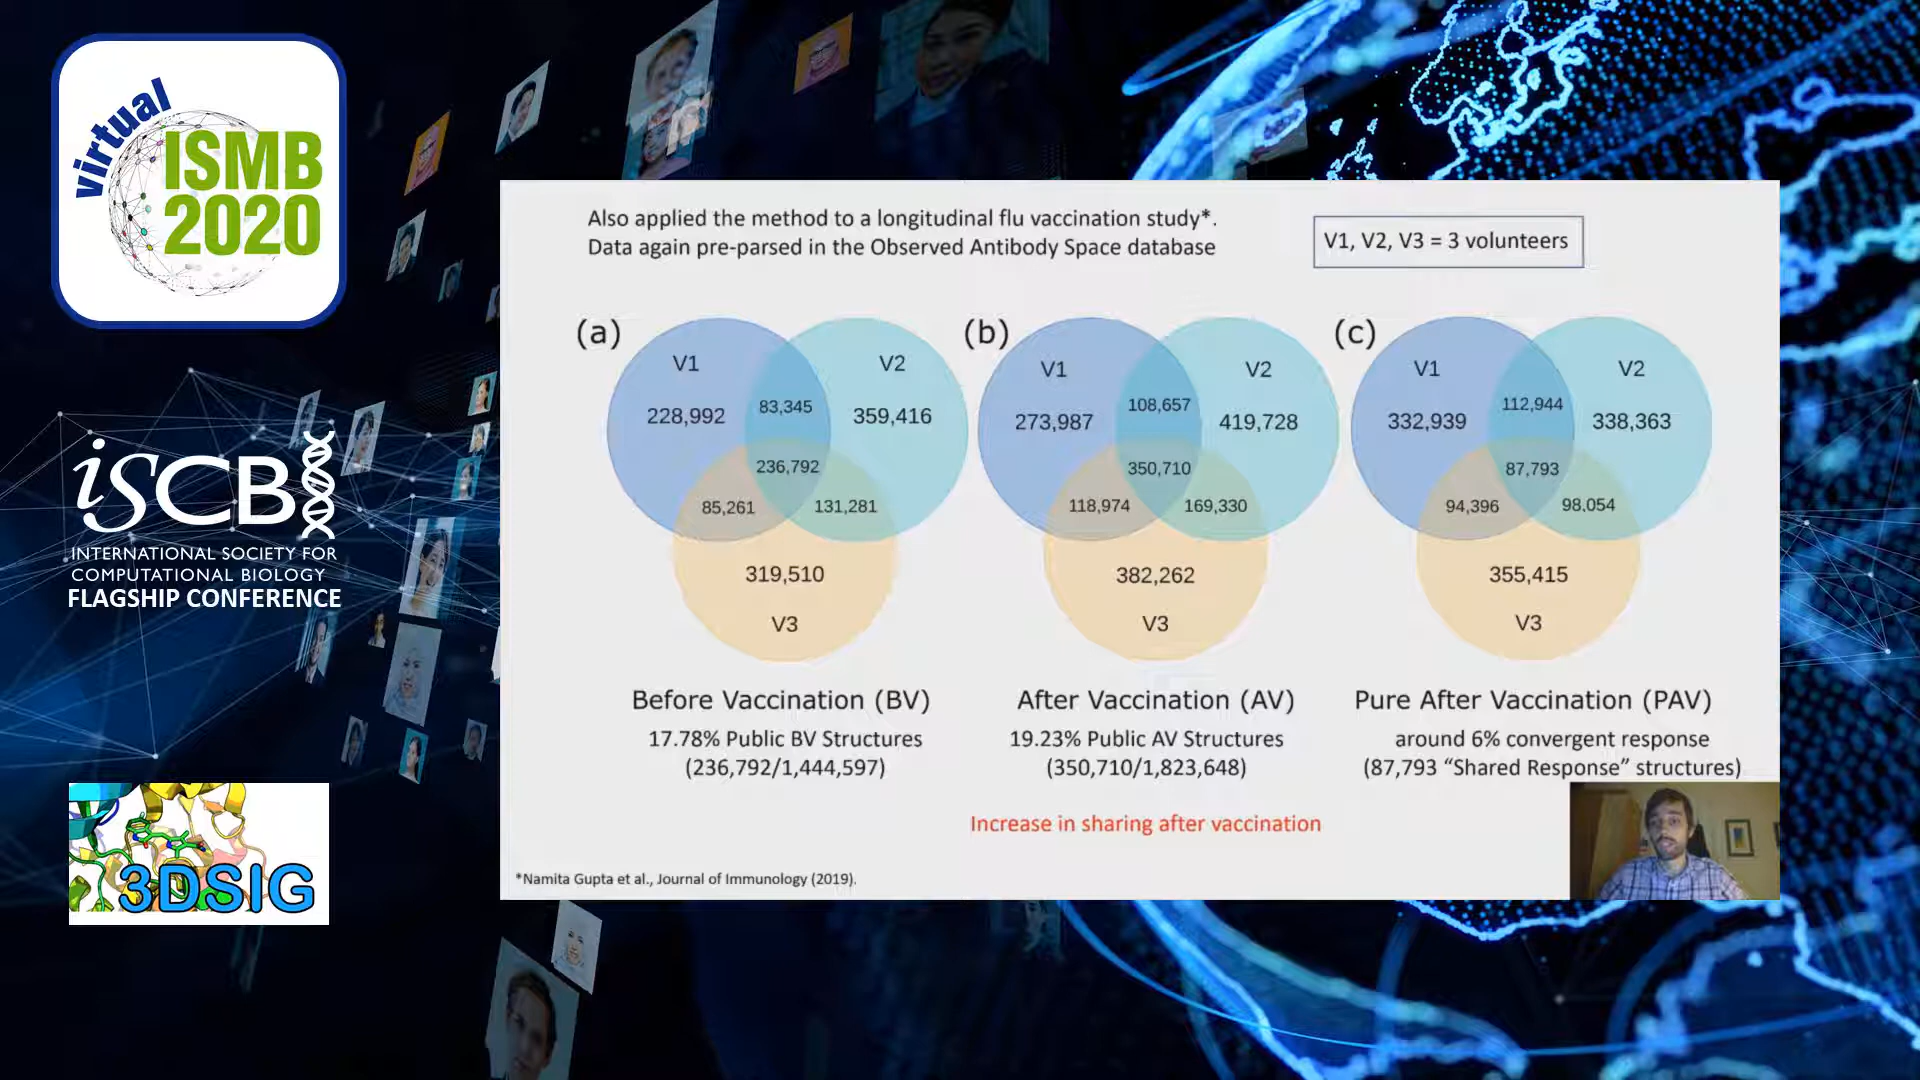 virtual
ISMB
2020
iSCB
INTERNATIONAL SOCIETY FOR
COMPUTATIONAL BIOLOGY
FLAGSHIP CONFERENCE
3DSIG
Also applied the method to a longitudinal flu vaccination study*.
Data again pre-parsed in the Observed Antibody Space database
V1, V2, V3 = 3 volunteers
(a)
V1
V2
228,992
83,345
359,416
236,792
85,261
131,281
319,510
V3
Before Vaccination (BV)
17.78% Public BV Structures
(236,792/1,444,597)
(b)
V1
V2
273,987
108,657
419,728
350,710
118,974
169,330
382,262
V3
After Vaccination (AV)
19.23% Public AV Structures
(350,710/1,823,648)
(c)
V1
V2
332,939
112,944
338,363
87,793
94,396
98,054
355,415
V3
Pure After Vaccination (PAV)
around 6% convergent response
(87,793 “Shared Response” structures)
Increase in sharing after vaccination
*Namita Gupta et al., Journal of Immunology (2019).